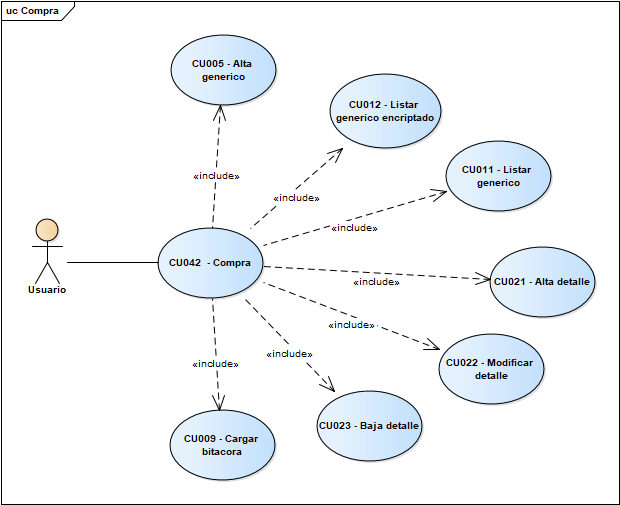 uc Compra
CU005 - Alta
generico
CU012 - Listar
generico encriptado
CU011 - Listar
generico
«include»
«include»
«include»
CU042  - Compra
Usuario
CU021 - Alta detalle
«include»
«include»
CU022 - Modificar
detalle
«include»
«include»
CU023 - Baja detalle
CU009 - Cargar
bitacora